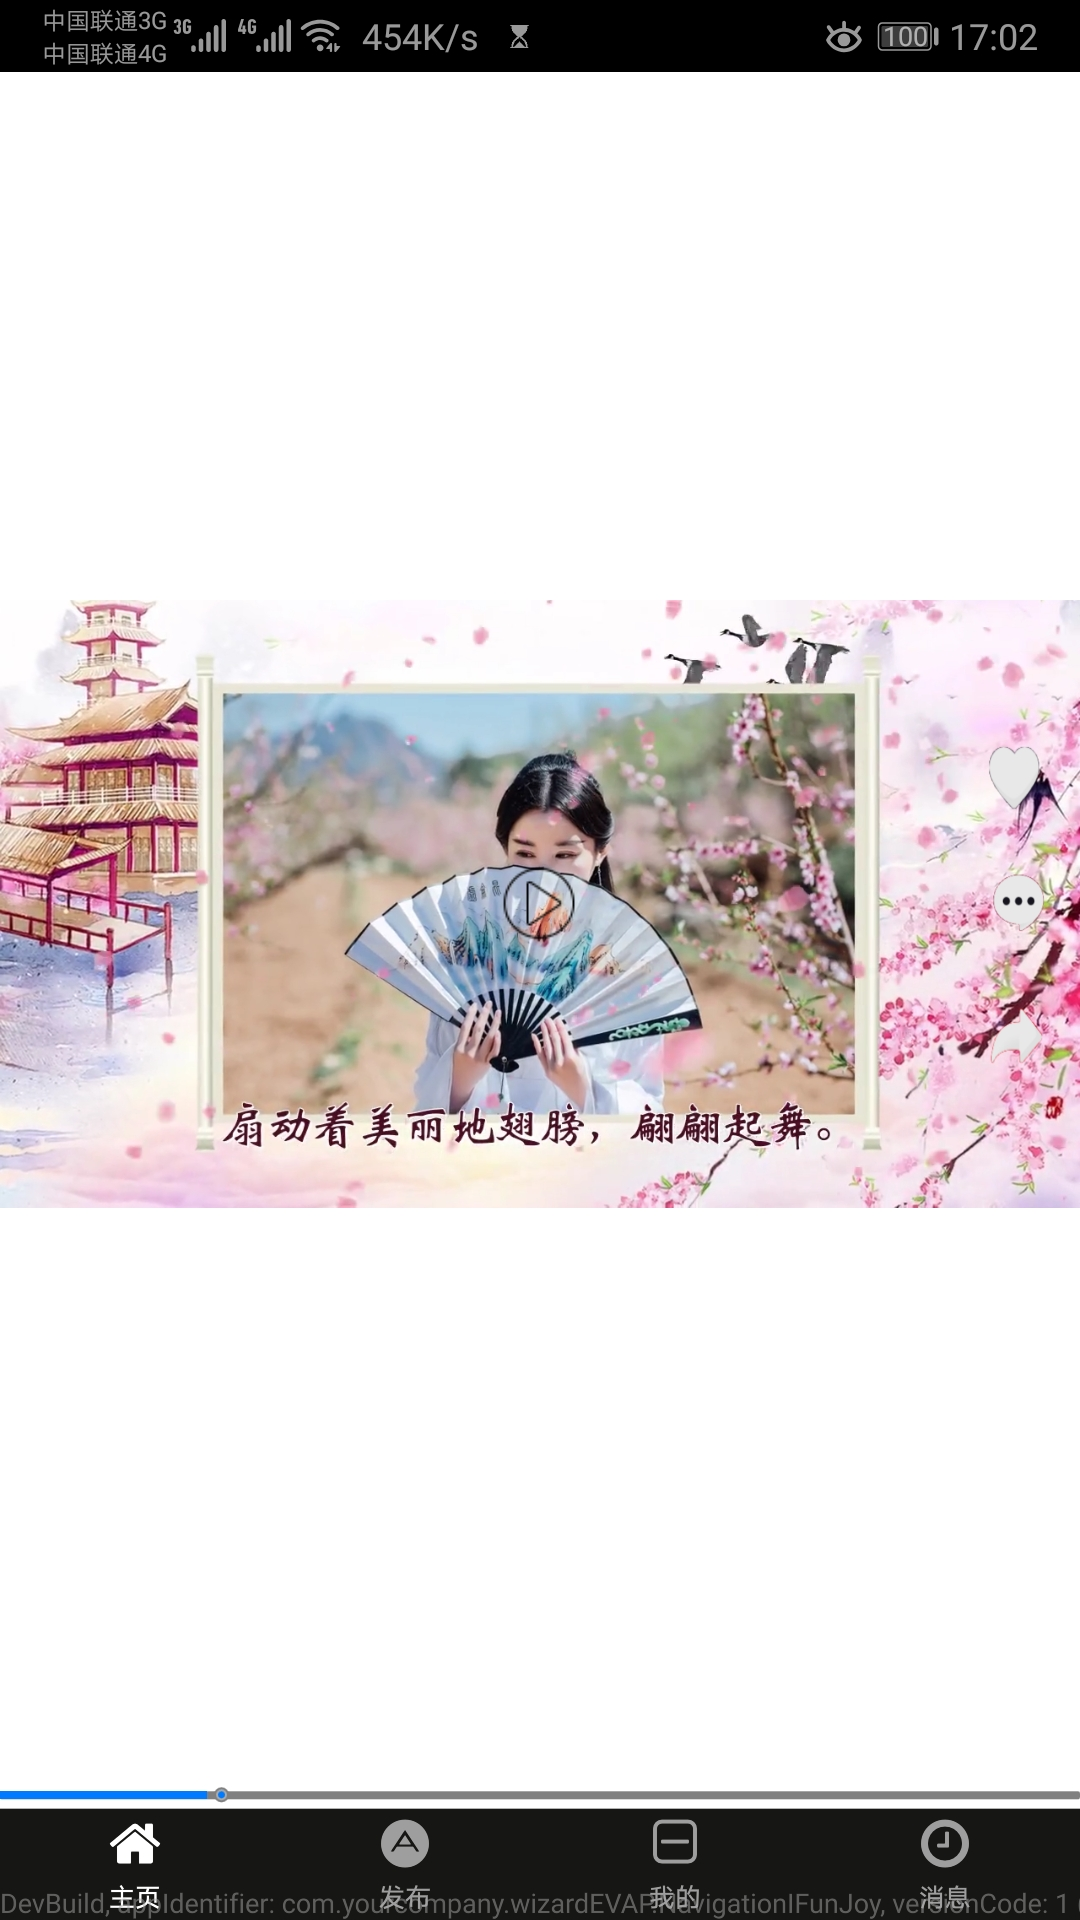 中国联通3G 3G 4G 454K/s 100 17:02
中国联通4G
扇动着美丽地翅膀，翩翩起舞。
主页 发布 我的 消息
DevBuild, appIdentifier: com.yourcompany.wizardEVAP.NavigationIFunJoy, versionCode: 1